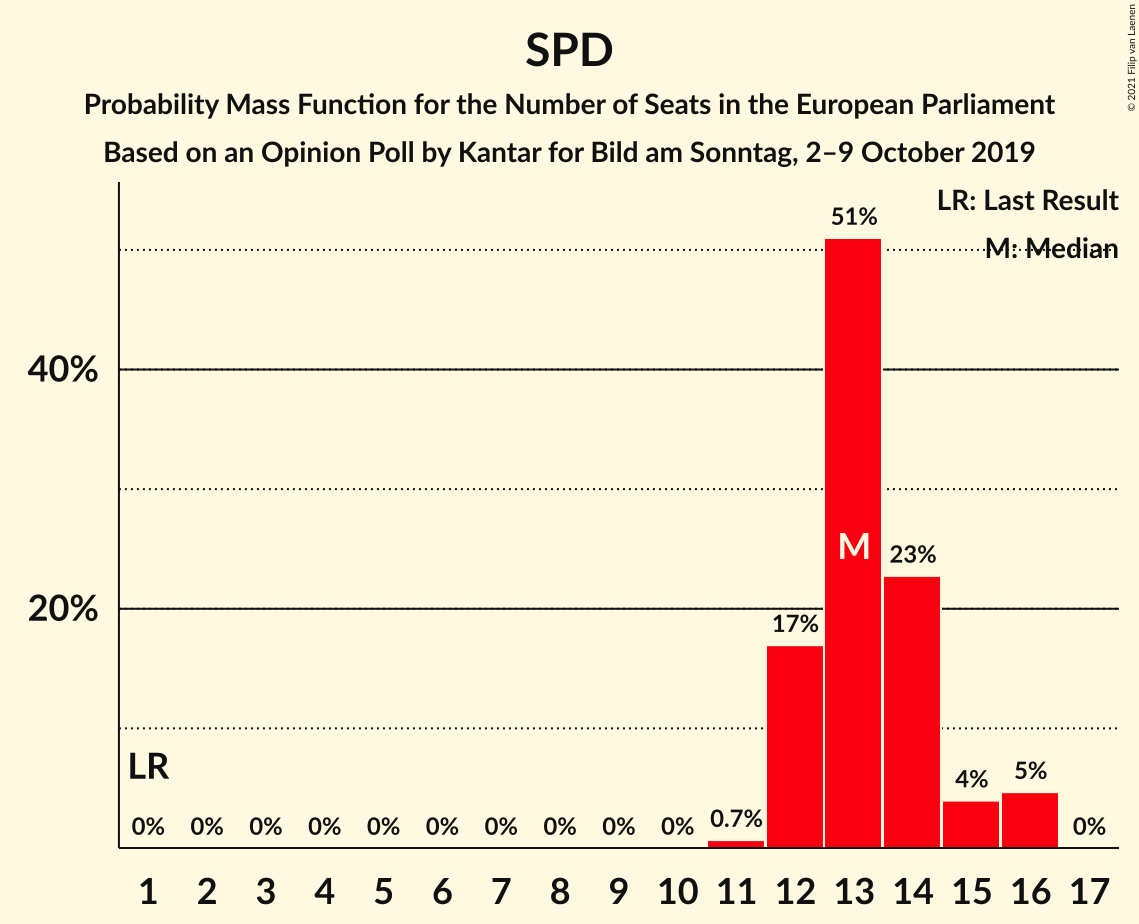 SPD
Probability Mass Function for the Number of Seats in the European Parliament
Based on an Opinion Poll by Kantar for Bild am Sonntag, 2–9 October 2019
© 2021 Filip van Laenen
LR: Last Result
M: Median
51%
40%
M
23%
20%
17%
LR
0% 0% 0% 0% 0% 0% 0% 0% 0% 0% 0.7% 4% 5% 0%
1 2 3 4 5 6 7 8 9 10 11 12 13 14 15 16 17